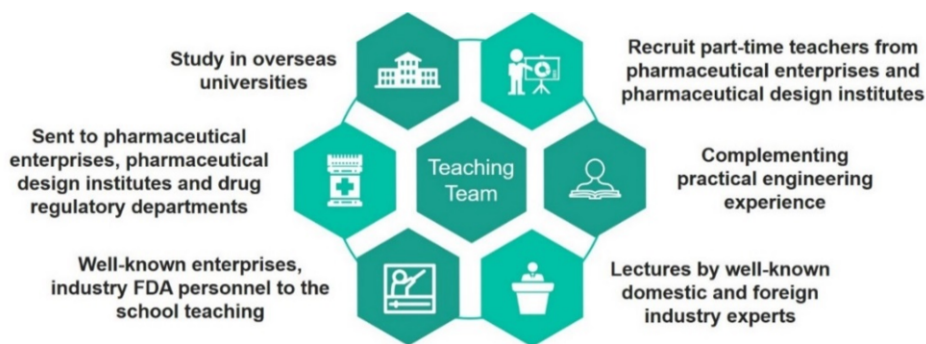 Study in overseas
universities
Recruit part-time teachers from
pharmaceutical enterprises and
pharmaceutical design institutes
Sent to pharmaceutical
enterprises, pharmaceutical
design institutes and drug
regulatory departments
Teaching
Team
Complementing
practical engineering
experience
Well-known enterprises,
industry FDA personnel to the
school teaching
Lectures by well-known
domestic and foreign
industry experts